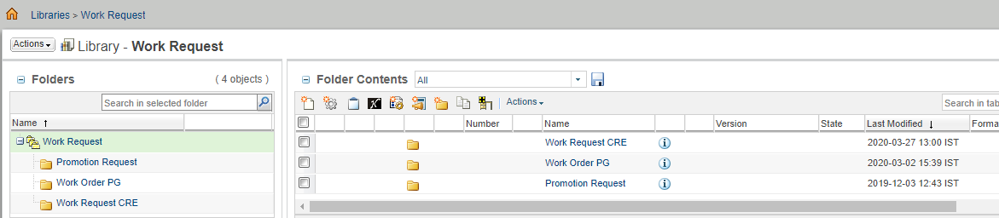 Libraries > Work Request
Actions Library - Work Request
Folders ( 4 objects )
Search in selected folder
Name
Work Request
Promotion Request
Work Order PG
Work Request CRE
Folder Contents All
Actions Search in tab
Number Name Version State Last Modified Forma
Work Request CRE 2020-03-27 13:00 IST
Work Order PG 2020-03-02 15:39 IST
Promotion Request 2019-12-03 12:43 IST